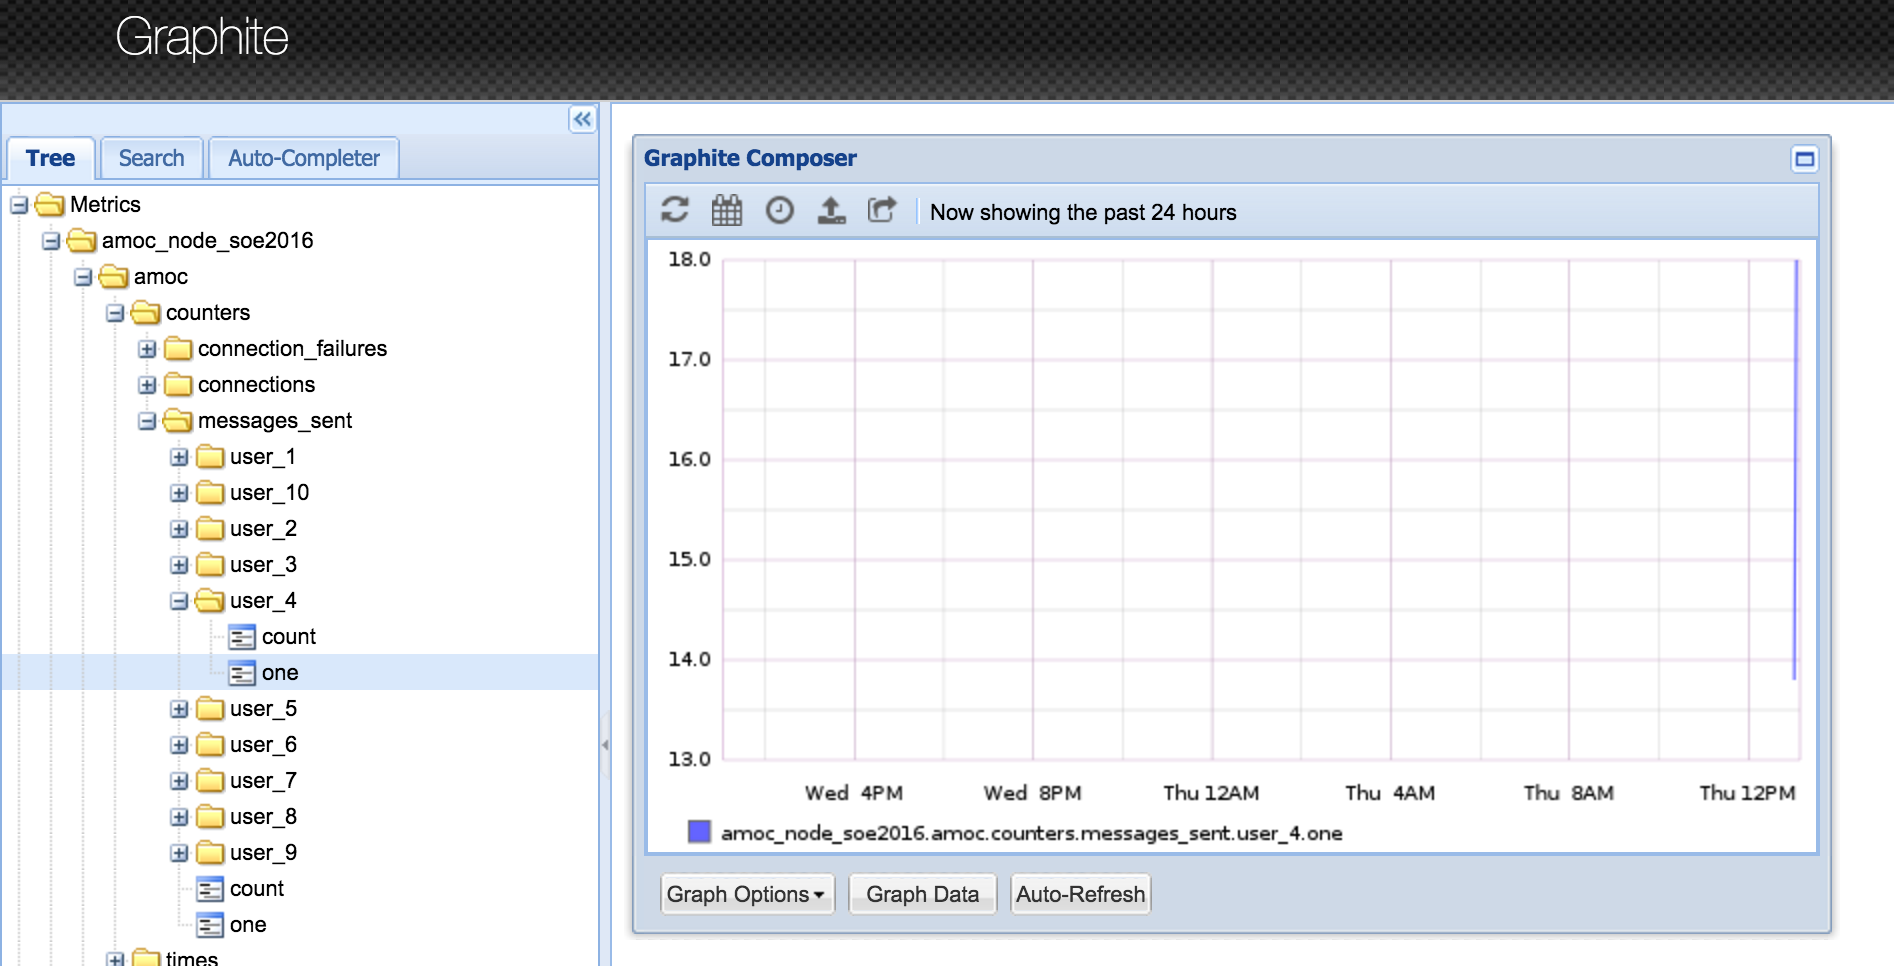 Graphite
Tree
Search
Auto-Completer
Metrics
amoc_node_soe2016
amoc
counters
connection_failures
connections
messages_sent
user_1
user_10
user_2
user_3
user_4
count
one
user_5
user_6
user_7
user_8
user_9
count
one
times
Graphite Composer
Now showing the past 24 hours
18.0
17.0
16.0
15.0
14.0
13.0
Wed 4PM
Wed 8PM
Thu 12AM
Thu 4AM
Thu 8AM
Thu 12PM
amoc_node_soe2016.amoc.counters.messages_sent.user_4.one
Graph Options
Graph Data
Auto-Refresh